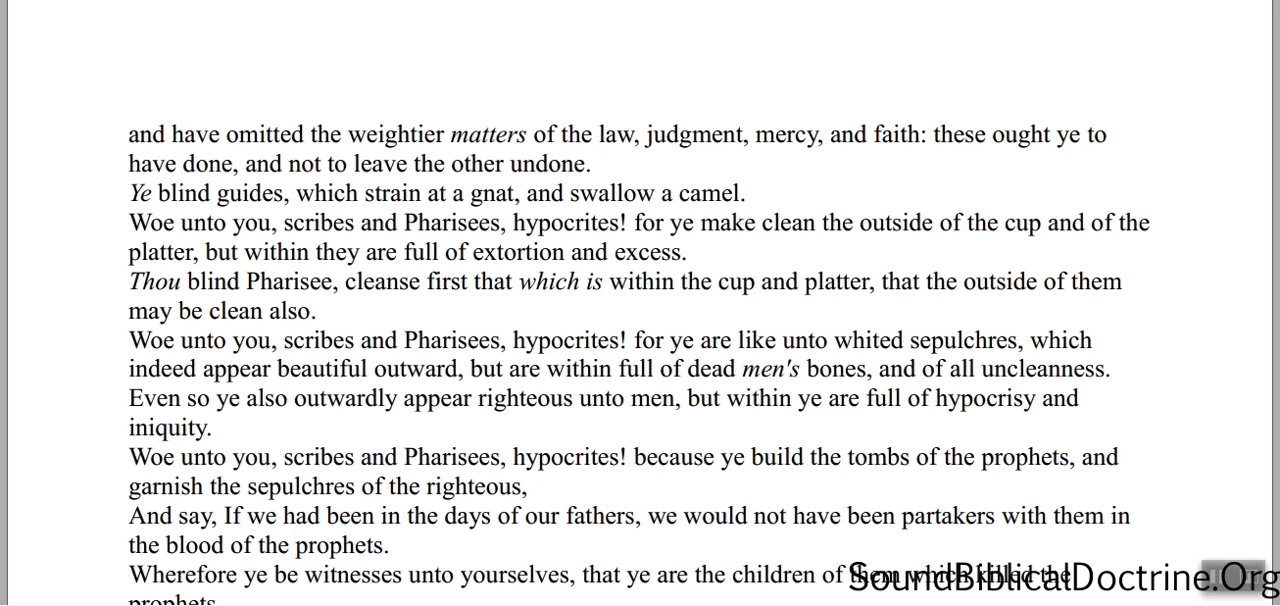 and have omitted the weightier matters of the law, judgment, mercy, and faith: these ought ye to
have done, and not to leave the other undone.
Ye blind guides, which strain at a gnat, and swallow a camel.
Woe unto you, scribes and Pharisees, hypocrites! for ye make clean the outside of the cup and of the
platter, but within they are full of extortion and excess.
Thou blind Pharisee, cleanse first that which is within the cup and platter, that the outside of them
may be clean also.
Woe unto you, scribes and Pharisees, hypocrites! for ye are like unto whited sepulchres, which
indeed appear beautiful outward, but are within full of dead men's bones, and of all uncleanness.
Even so ye also outwardly appear righteous unto men, but within ye are full of hypocrisy and
iniquity.
Woe unto you, scribes and Pharisees, hypocrites! because ye build the tombs of the prophets, and
garnish the sepulchres of the righteous,
And say, If we had been in the days of our fathers, we would not have been partakers with them in
the blood of the prophets.
Wherefore ye be witnesses unto yourselves, that ye are the children of them which killed the
prophets
SoundBiblicalDoctrine.Org